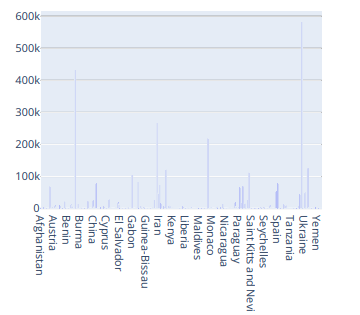 600k
500k
400k
300k
200k
100k
0
Afghanistan
Austria
Benin
Burma
China
Cyprus
El Salvador
Gabon
Guinea-Bissau
Iran
Kenya
Liberia
Maldives
Monaco
Nicaragua
Paraguay
Saint Kitts and Nevi
Seychelles
Spain
Tanzania
Ukraine
Yemen